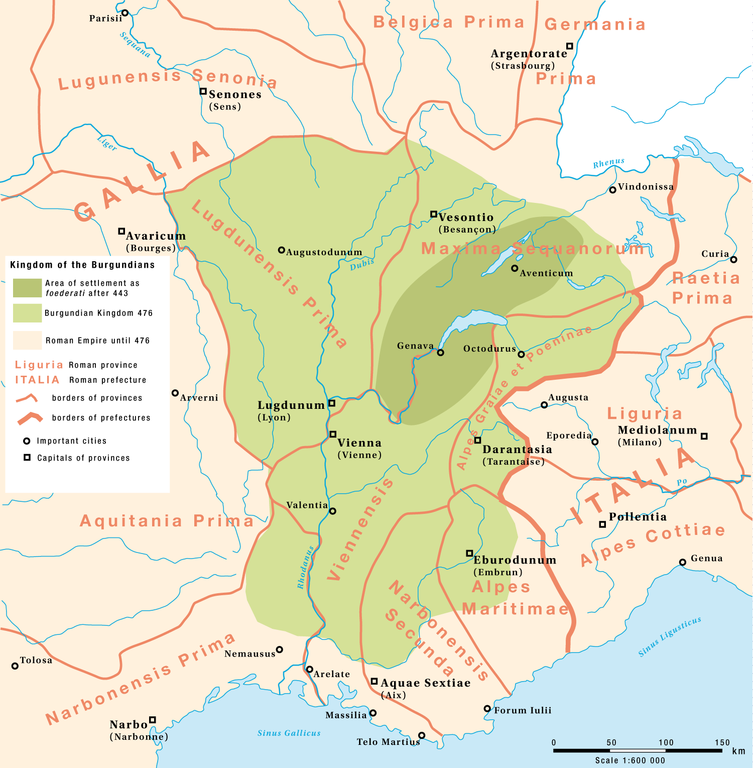 Parisii
Sequana
Belgica Prima
Germania
Prima
Argentorate
(Strasbourg)
Lugunensis Senonia
Senones
(Sens)
Liger
GALLIA
Rhenus
Vindonissa
Avaricum
(Bourges)
Lugdunensis Prima
Augustodunum
Vesontio
(Besançon)
Dubis
Maxima Sequanorum
Aventicum
Curia
Raetia
Prima
Kingdom of the Burgundians
Area of settlement as
foederati after 443
Burgundian Kingdom 476
Roman Empire until 476
Liguria Roman province
ITALIA Roman prefecture
borders of provinces
borders of prefectures
Important cities
Capitals of provinces
Genava
Octodurus
Alpes Graiae et Poeninae
Arverni
Lugdunum
(Lyon)
Vienna
(Vienne)
Augusta
Eporedia
Liguria
Mediolanum
(Milano)
Darantasia
(Tarantaise)
ITALIA
Po
Aquitania Prima
Valentia
Viennensis
Rhodanus
Pollentia
Alpes Cottiae
Genua
Eburodunum
(Embrun)
Alpes
Maritimae
Narbonensis
Secunda
Sinus Ligusticus
Tolosa
Narbonensis Prima
Nemausus
Arelate
Aquae Sextiae
(Aix)
Narbo
(Narbonne)
Sinus Gallicus
Massilia
Telo Martius
Forum Iulii
0 50 100 150
km
Scale 1:600 000